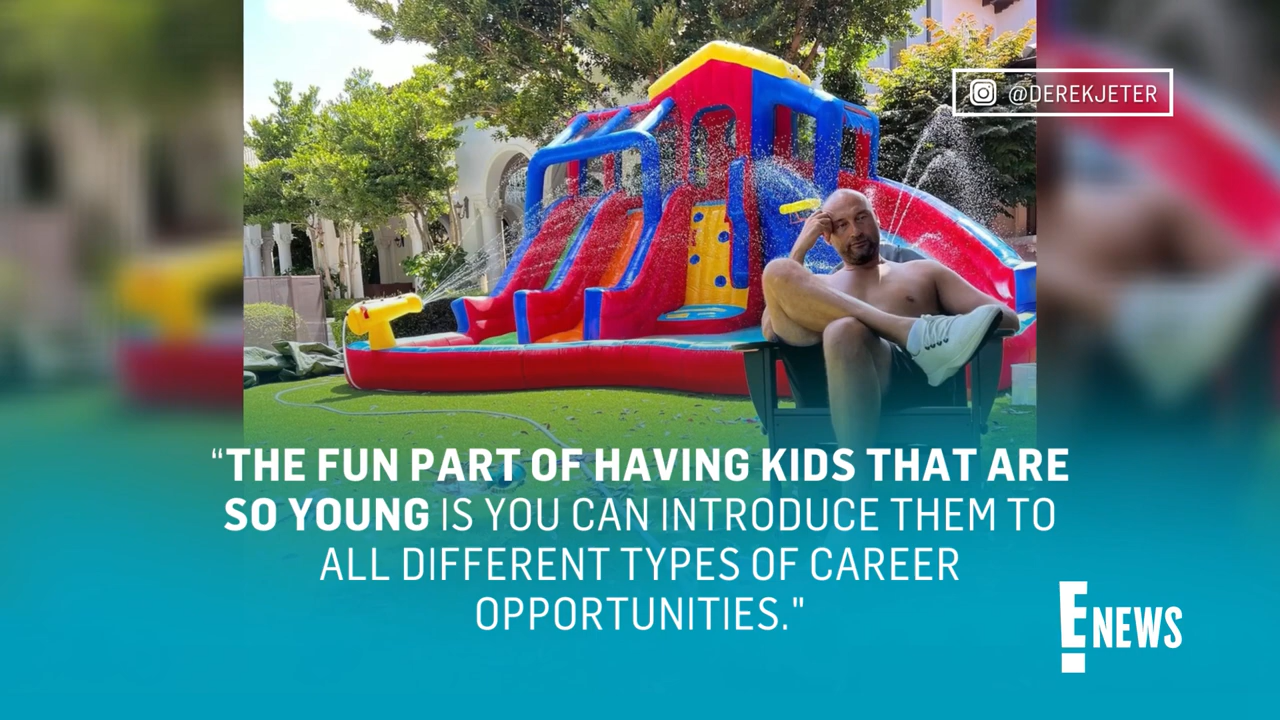 @DEREKJETER
“THE FUN PART OF HAVING KIDS THAT ARE
SO YOUNG IS YOU CAN INTRODUCE THEM TO
ALL DIFFERENT TYPES OF CAREER
OPPORTUNITIES."
E! NEWS